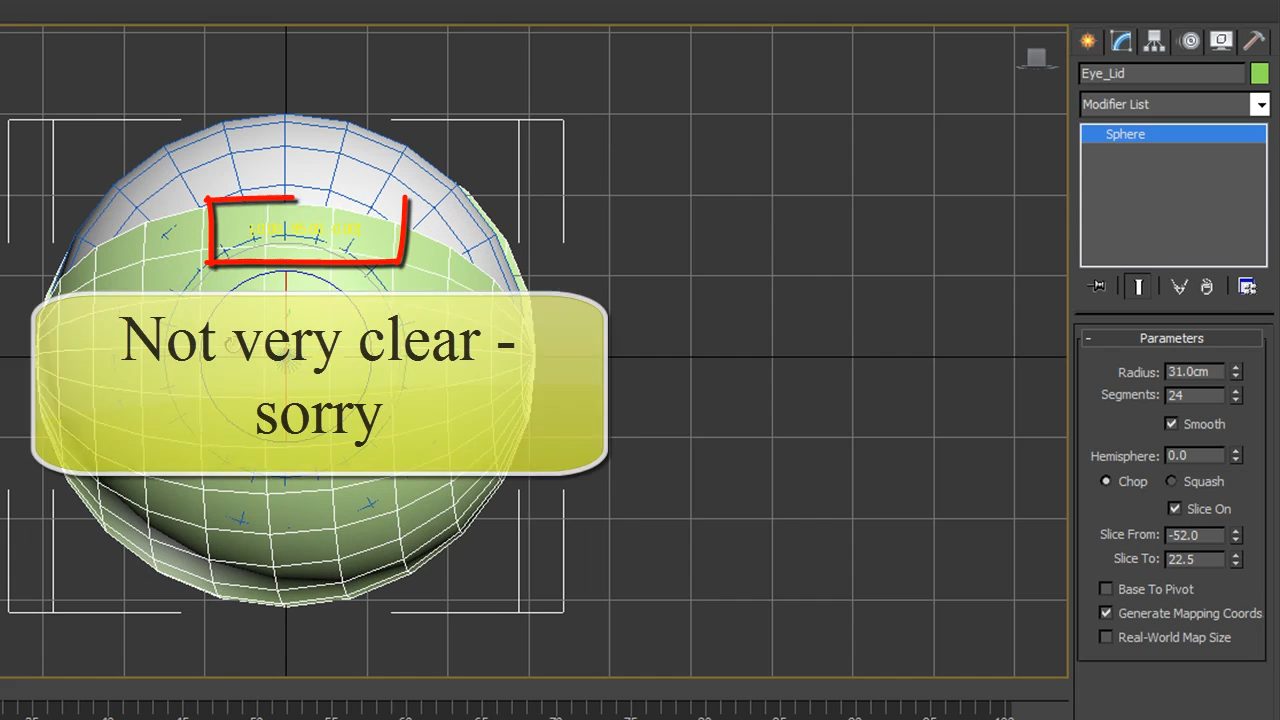 Eye_Lid
Modifier List
Sphere
Not very clear -
sorry
Parameters
Radius: 31.0cm
Segments: 24
Smooth
Hemisphere: 0.0
Chop Squash
Slice On
Slice From: -52.0
Slice To: 22.5
Base To Pivot
Generate Mapping Coords
Real-World Map Size